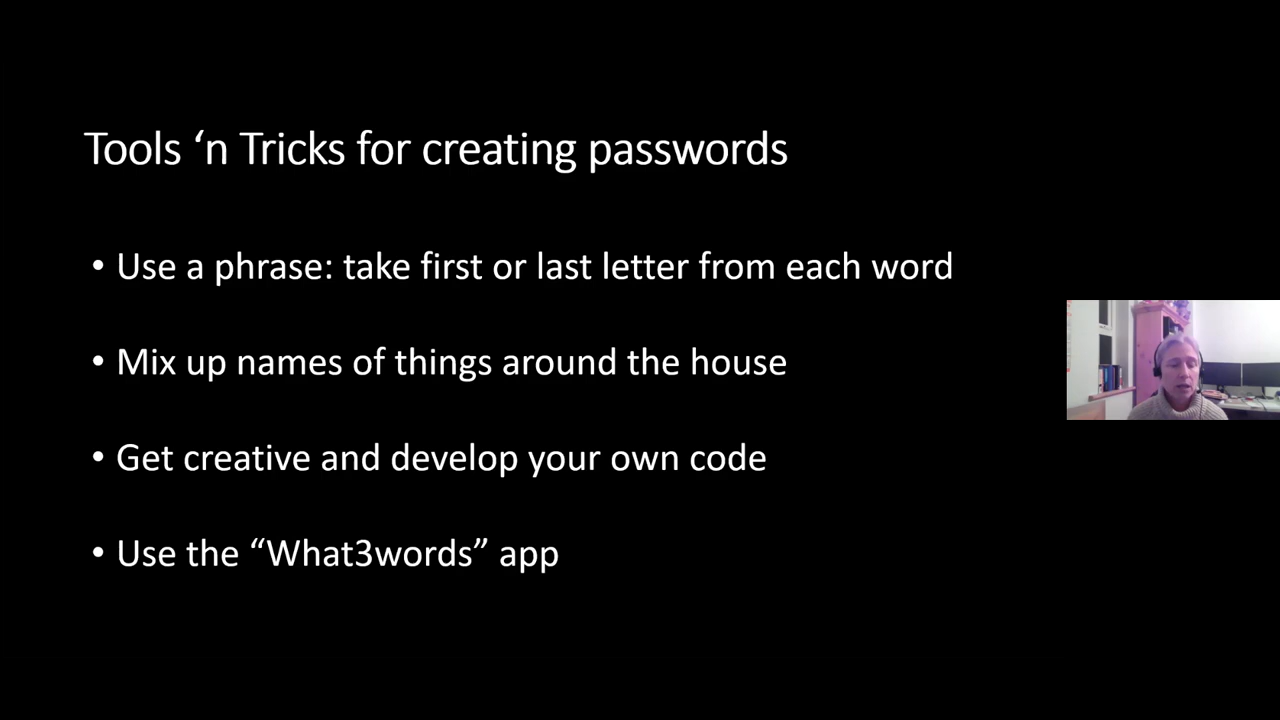 Tools ‘n Tricks for creating passwords
• Use a phrase: take first or last letter from each word
• Mix up names of things around the house
• Get creative and develop your own code
• Use the “What3words” app